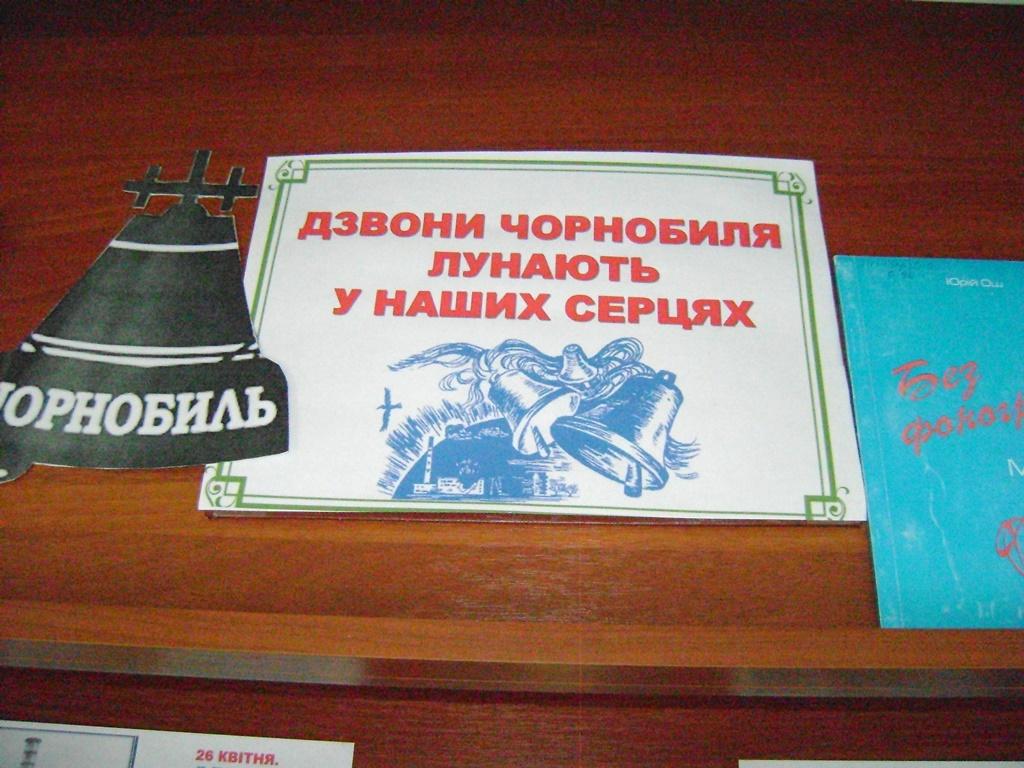 ДЗВОНИ ЧОРНОБИЛЯ
ЛУНАЮТЬ
У НАШИХ СЕРЦЯХ
ЧОРНОБИЛЬ
Юрій
Без
26 КВІТНЯ.